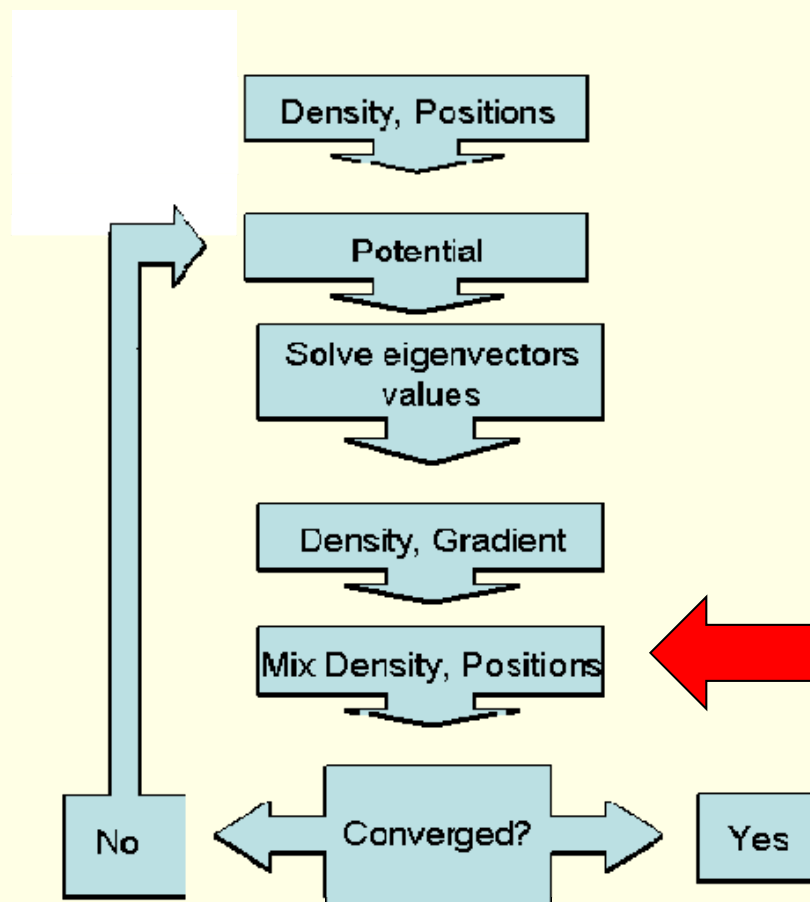 Density, Positions
Potential
Solve eigenvectors
values
Density, Gradient
Mix Density, Positions
No
Converged?
Yes